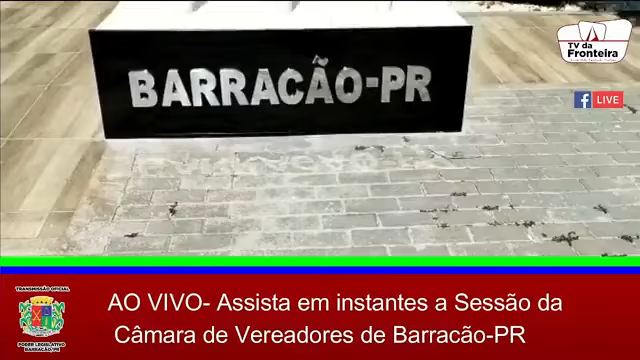 BARRACÃO-PR
TV da
Fronteira
LIVE
AO VIVO- Assista em instantes a Sessão da
Câmara de Vereadores de Barracão-PR
TRANSMISSÃO OFICIAL
PODER LEGISLATIVO
BARRACÃO/PR